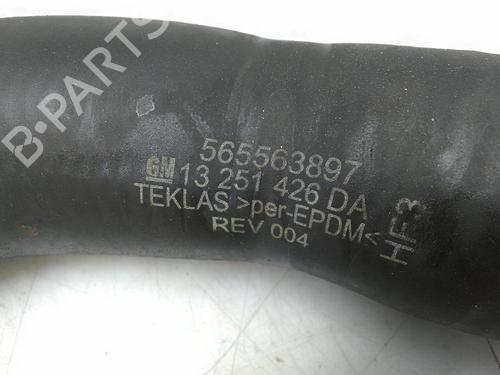 B-PARTS
565563897
GM 13 251 426 DA
TEKLAS >per-EPDM<
REV 004
HF3